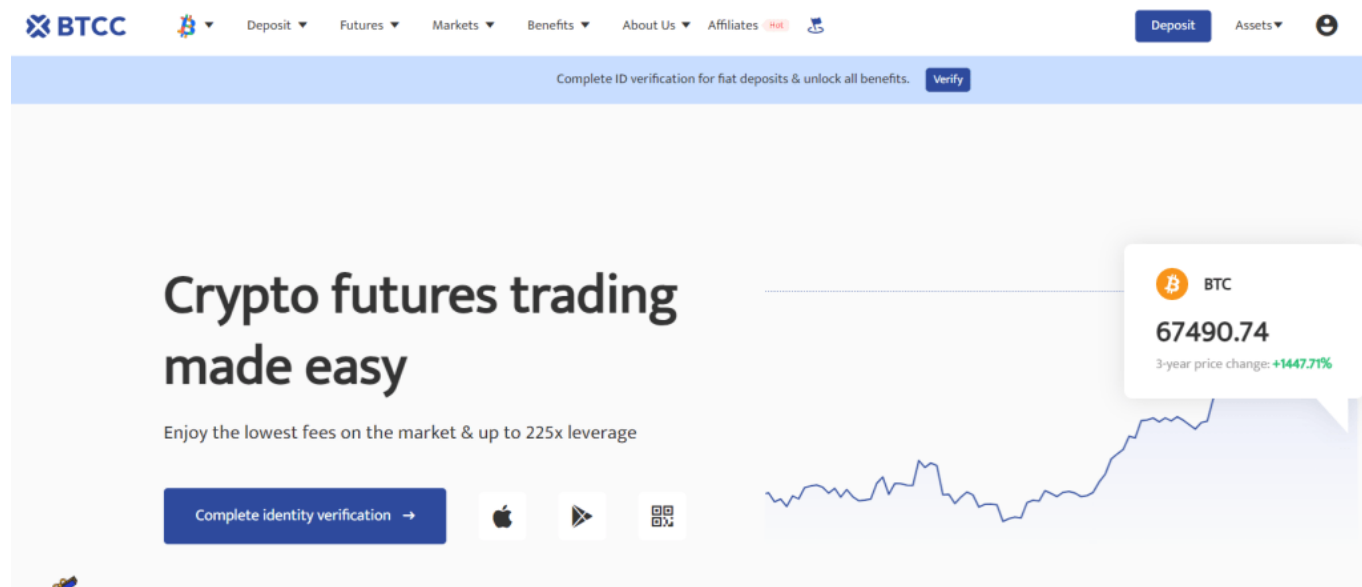 BTCC
Deposit
Futures
Markets
Benefits
About Us
Affiliates
Hot
Deposit
Assets
Complete ID verification for fiat deposits & unlock all benefits.
Verify
Crypto futures trading
made easy
Enjoy the lowest fees on the market & up to 225x leverage
Complete identity verification →
BTC
67490.74
3-year price change: +1447.71%